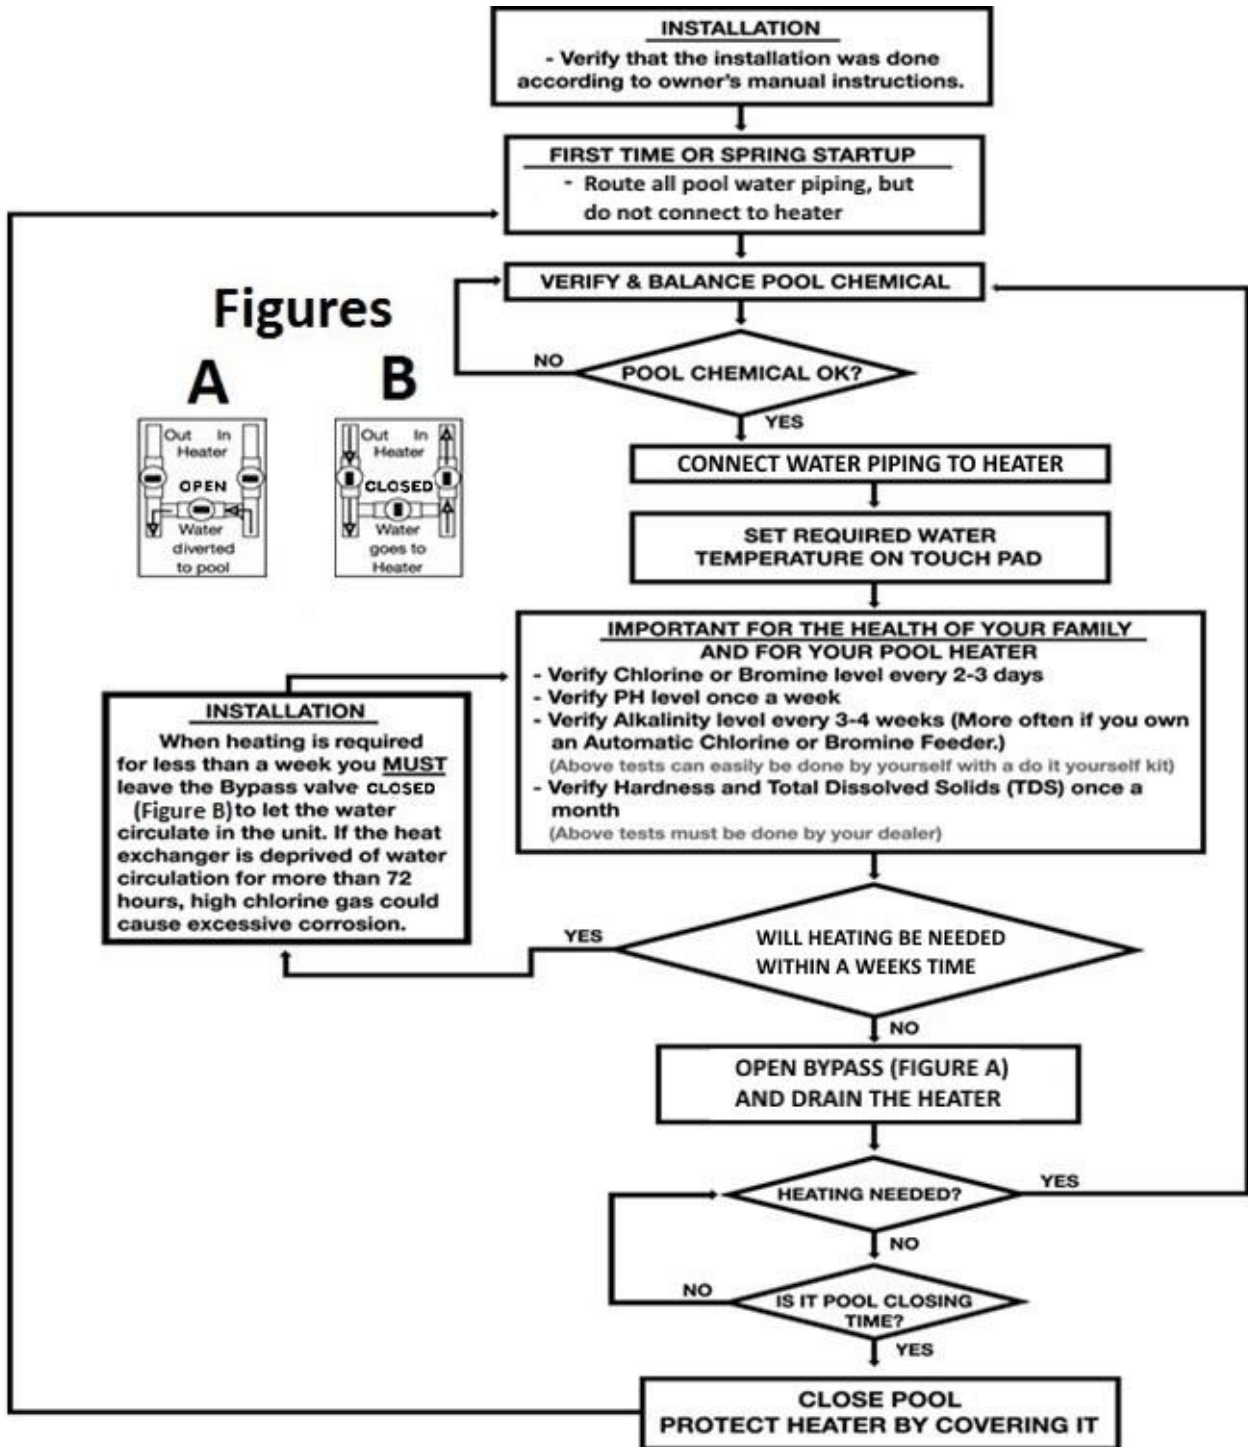 INSTALLATION
- Verify that the installation was done
according to owner's manual instructions.
FIRST TIME OR SPRING STARTUP
- Route all pool water piping, but
do not connect to heater
VERIFY & BALANCE POOL CHEMICAL
NO
POOL CHEMICAL OK?
YES
Figures
A
B
Out In
Heater
OPEN
Water
diverted
to pool
Out In
Heater
CLOSED
Water
goes to
Heater
CONNECT WATER PIPING TO HEATER
SET REQUIRED WATER
TEMPERATURE ON TOUCH PAD
IMPORTANT FOR THE HEALTH OF YOUR FAMILY
AND FOR YOUR POOL HEATER
- Verify Chlorine or Bromine level every 2-3 days
- Verify PH level once a week
- Verify Alkalinity level every 3-4 weeks (More often if you own
an Automatic Chlorine or Bromine Feeder.)
(Above tests can easily be done by yourself with a do it yourself kit)
- Verify Hardness and Total Dissolved Solids (TDS) once a
month
(Above tests must be done by your dealer)
INSTALLATION
When heating is required
for less than a week you MUST
leave the Bypass valve CLOSED
(Figure B) to let the water
circulate in the unit. If the heat
exchanger is deprived of water
circulation for more than 72
hours, high chlorine gas could
cause excessive corrosion.
YES
WILL HEATING BE NEEDED
WITHIN A WEEKS TIME
NO
OPEN BYPASS (FIGURE A)
AND DRAIN THE HEATER
HEATING NEEDED?
YES
NO
NO
IS IT POOL CLOSING
TIME?
YES
CLOSE POOL
PROTECT HEATER BY COVERING IT